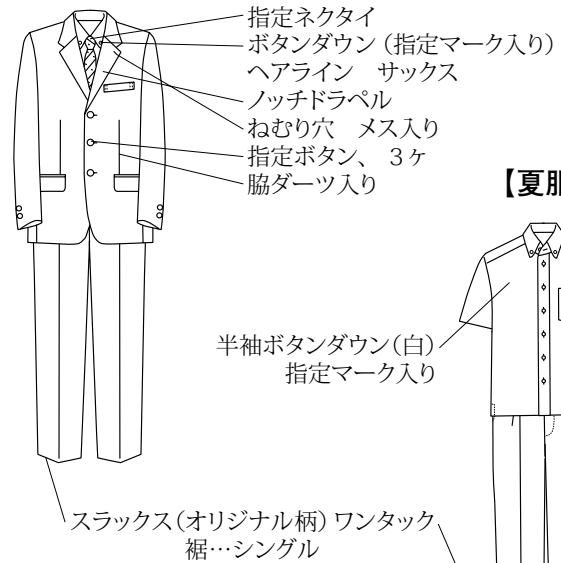 指定ネクタイ
ボタンダウン(指定マーク入り)
ヘアライン　サックス
ノッチドラペル
ねむり穴　メス入り
指定ボタン、３ヶ
脇ダーツ入り
【夏服
半袖ボタンダウン(白)
指定マーク入り
スラックス(オリジナル柄)ワンタック
裾…シングル